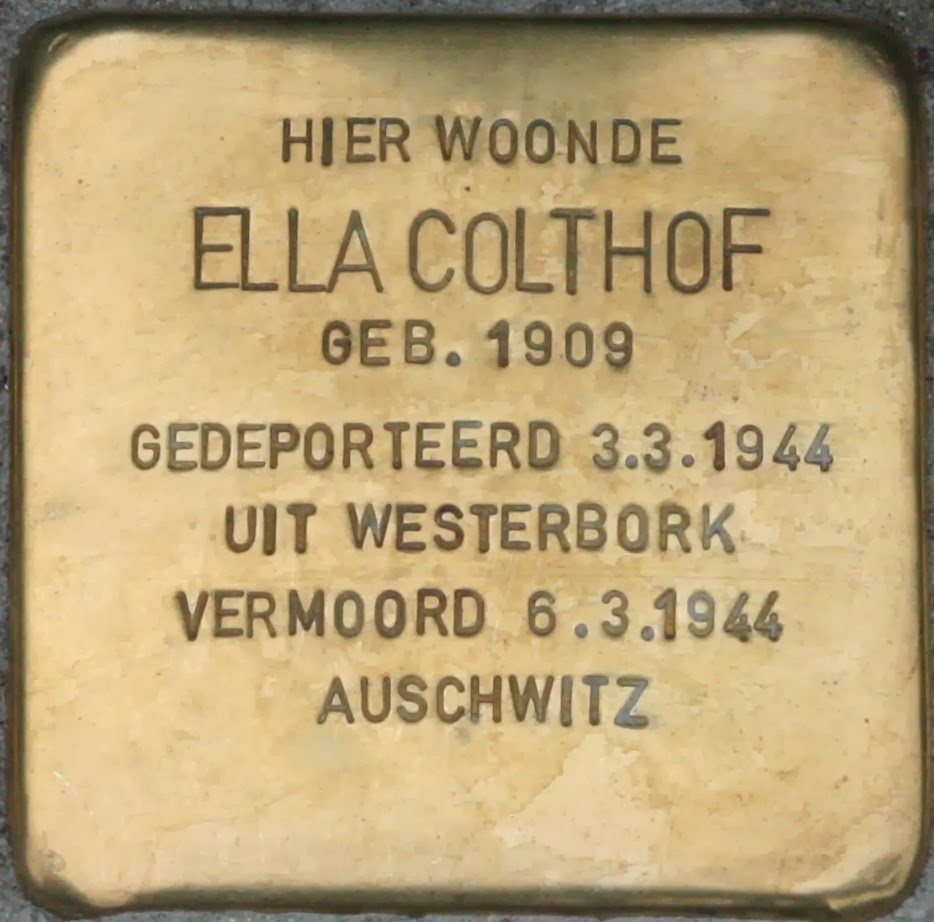 HIER WOONDE
ELLA COLTHOF
GEB. 1909
GEDEPORTEERD 3.3.1944
UIT WESTERBORK
VERMOORD 6.3.1944
AUSCHWITZ